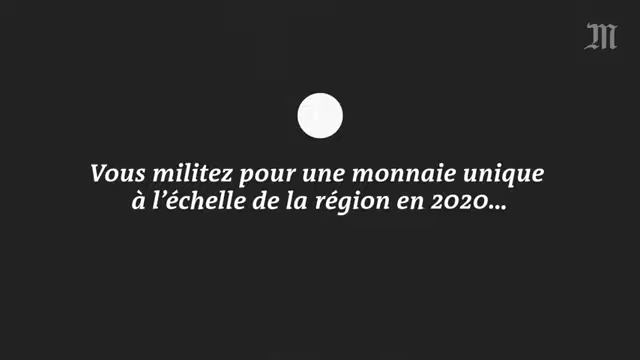 M
Vous militez pour une monnaie unique
à l'échelle de la région en 2020...